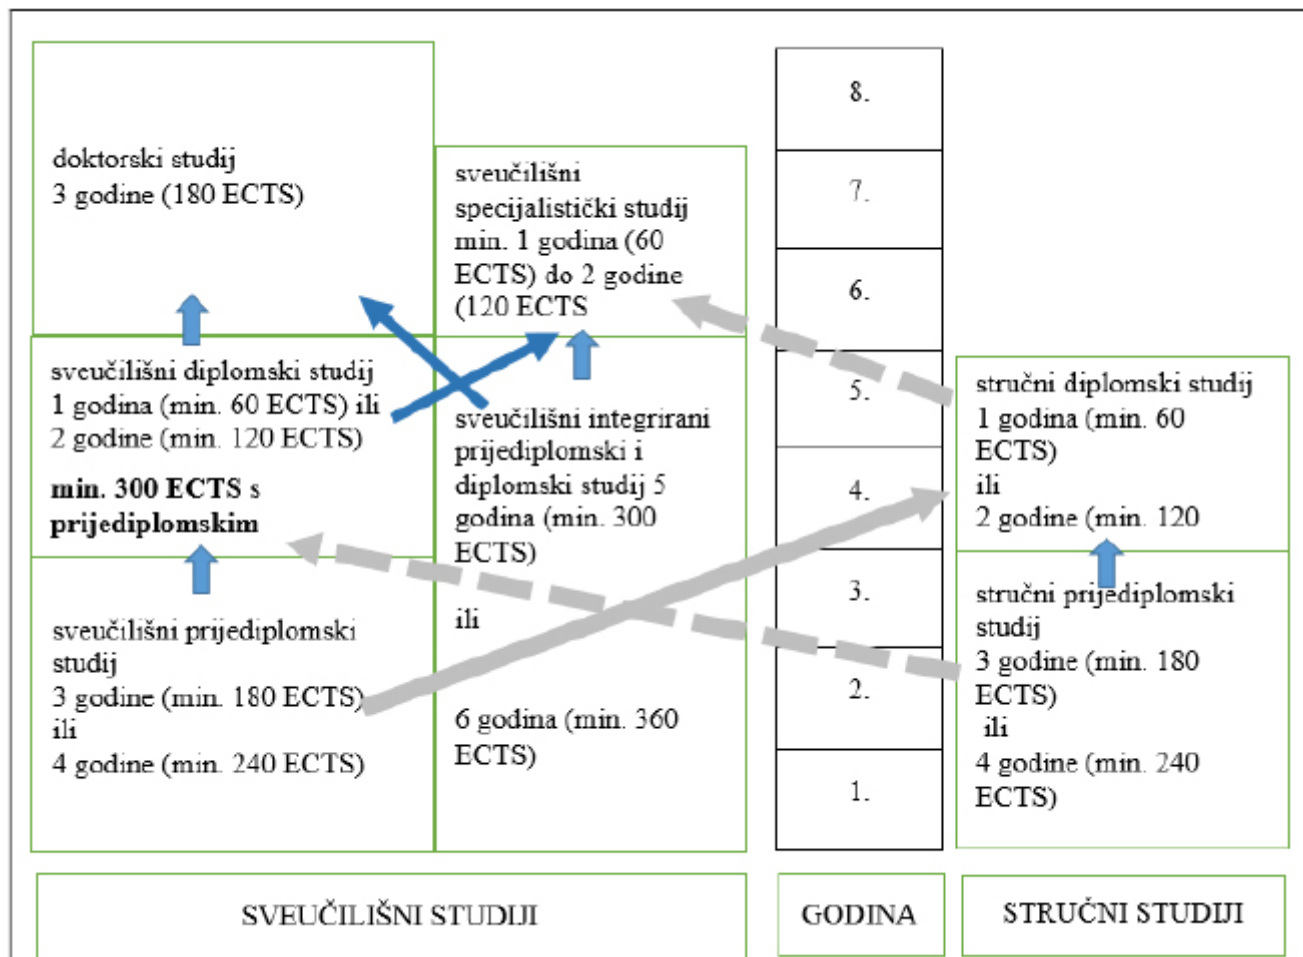 doktorski studij
3 godine (180 ECTS)
sveučilišni
specijalistički studij
min. 1 godina (60
ECTS) do 2 godine
(120 ECTS
sveučilišni diplomski studij
1 godina (min. 60 ECTS) ili
2 godine (min. 120 ECTS)
min. 300 ECTS s
prijediplomskim
sveučilišni integrirani
prijediplomski i
diplomski studij 5
godina (min. 300
ECTS)
ili
6 godina (min. 360
ECTS)
sveučilišni prijediplomski
studij
3 godine (min. 180 ECTS)
ili
4 godine (min. 240 ECTS)
8.
7.
6.
5.
4.
3.
2.
1.
stručni diplomski studij
1 godina (min. 60
ECTS)
ili
2 godine (min. 120
stručni prijediplomski
studij
3 godine (min. 180
ECTS)
ili
4 godine (min. 240
ECTS)
SVEUČILIŠNI STUDIJI
GODINA
STRUČNI STUDIJI